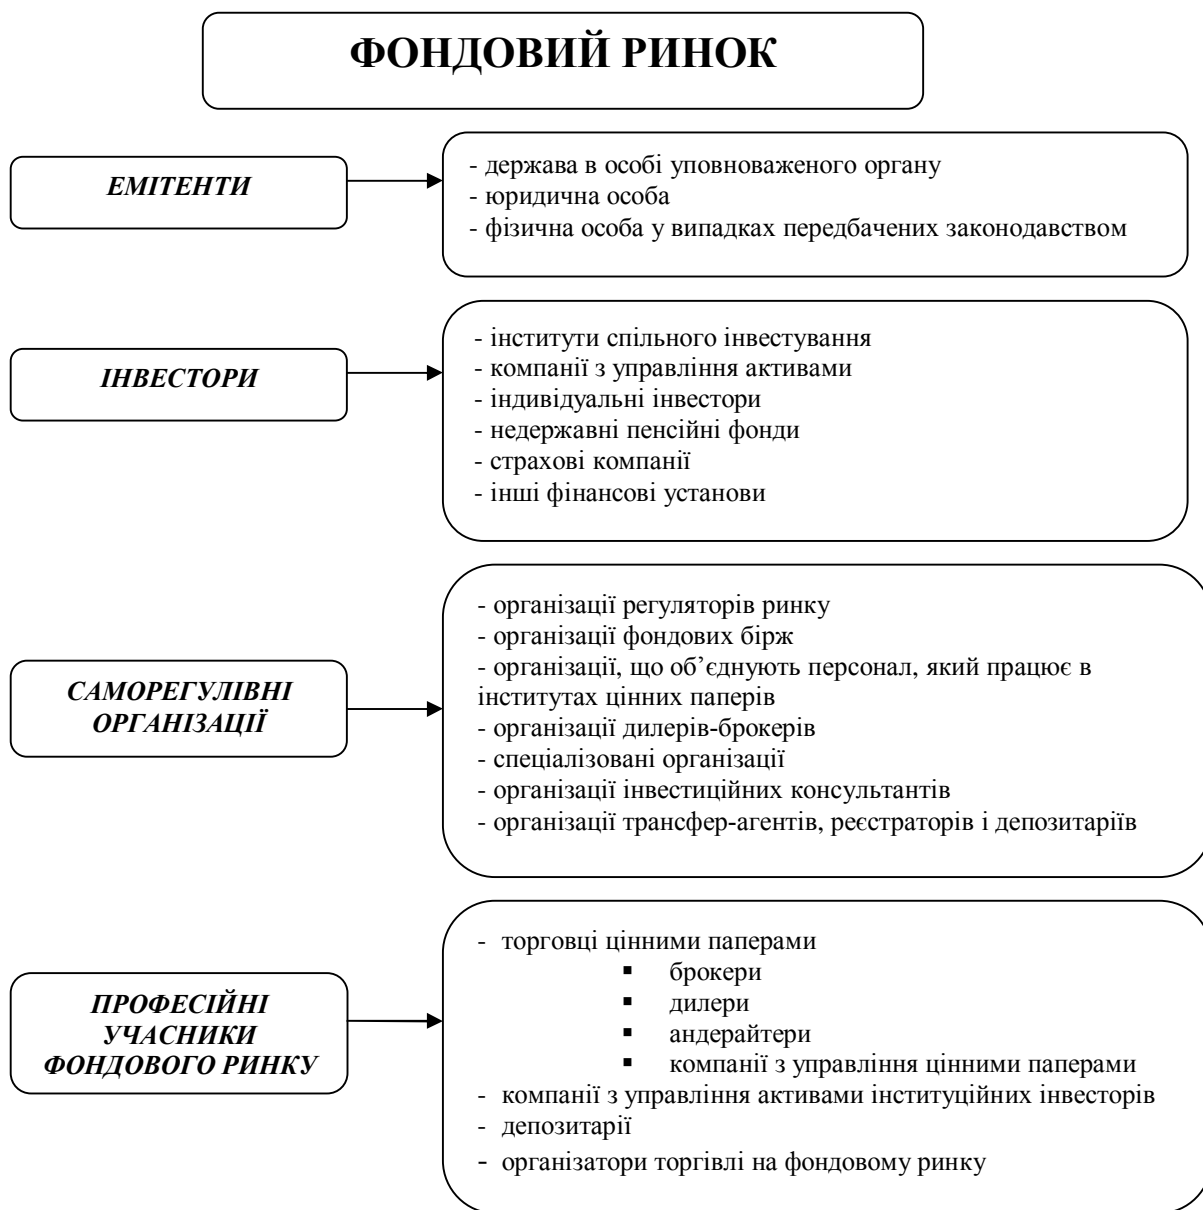 ФОНДОВИЙ РИНОК
ЕМІТЕНТИ
- держава в особі уповноваженого органу
- юридична особа
- фізична особа у випадках передбачених законодавством
ІНВЕСТОРИ
- інститути спільного інвестування
- компанії з управління активами
- індивідуальні інвестори
- недержавні пенсійні фонди
- страхові компанії
- інші фінансові установи
САМОРЕГУЛІВНІ
ОРГАНІЗАЦІЇ
- організації регуляторів ринку
- організації фондових бірж
- організації, що об’єднують персонал, який працює в
інститутах цінних паперів
- організації дилерів-брокерів
- спеціалізовані організації
- організації інвестиційних консультантів
- організації трансфер-агентів, реєстраторів і депозитаріїв
ПРОФЕСІЙНІ
УЧАСНИКИ
ФОНДОВОГО РИНКУ
- торговці цінними паперами
▪ брокери
▪ дилери
▪ андерайтери
▪ компанії з управління цінними паперами
- компанії з управління активами інституційних інвесторів
- депозитарії
- організатори торгівлі на фондовому ринку